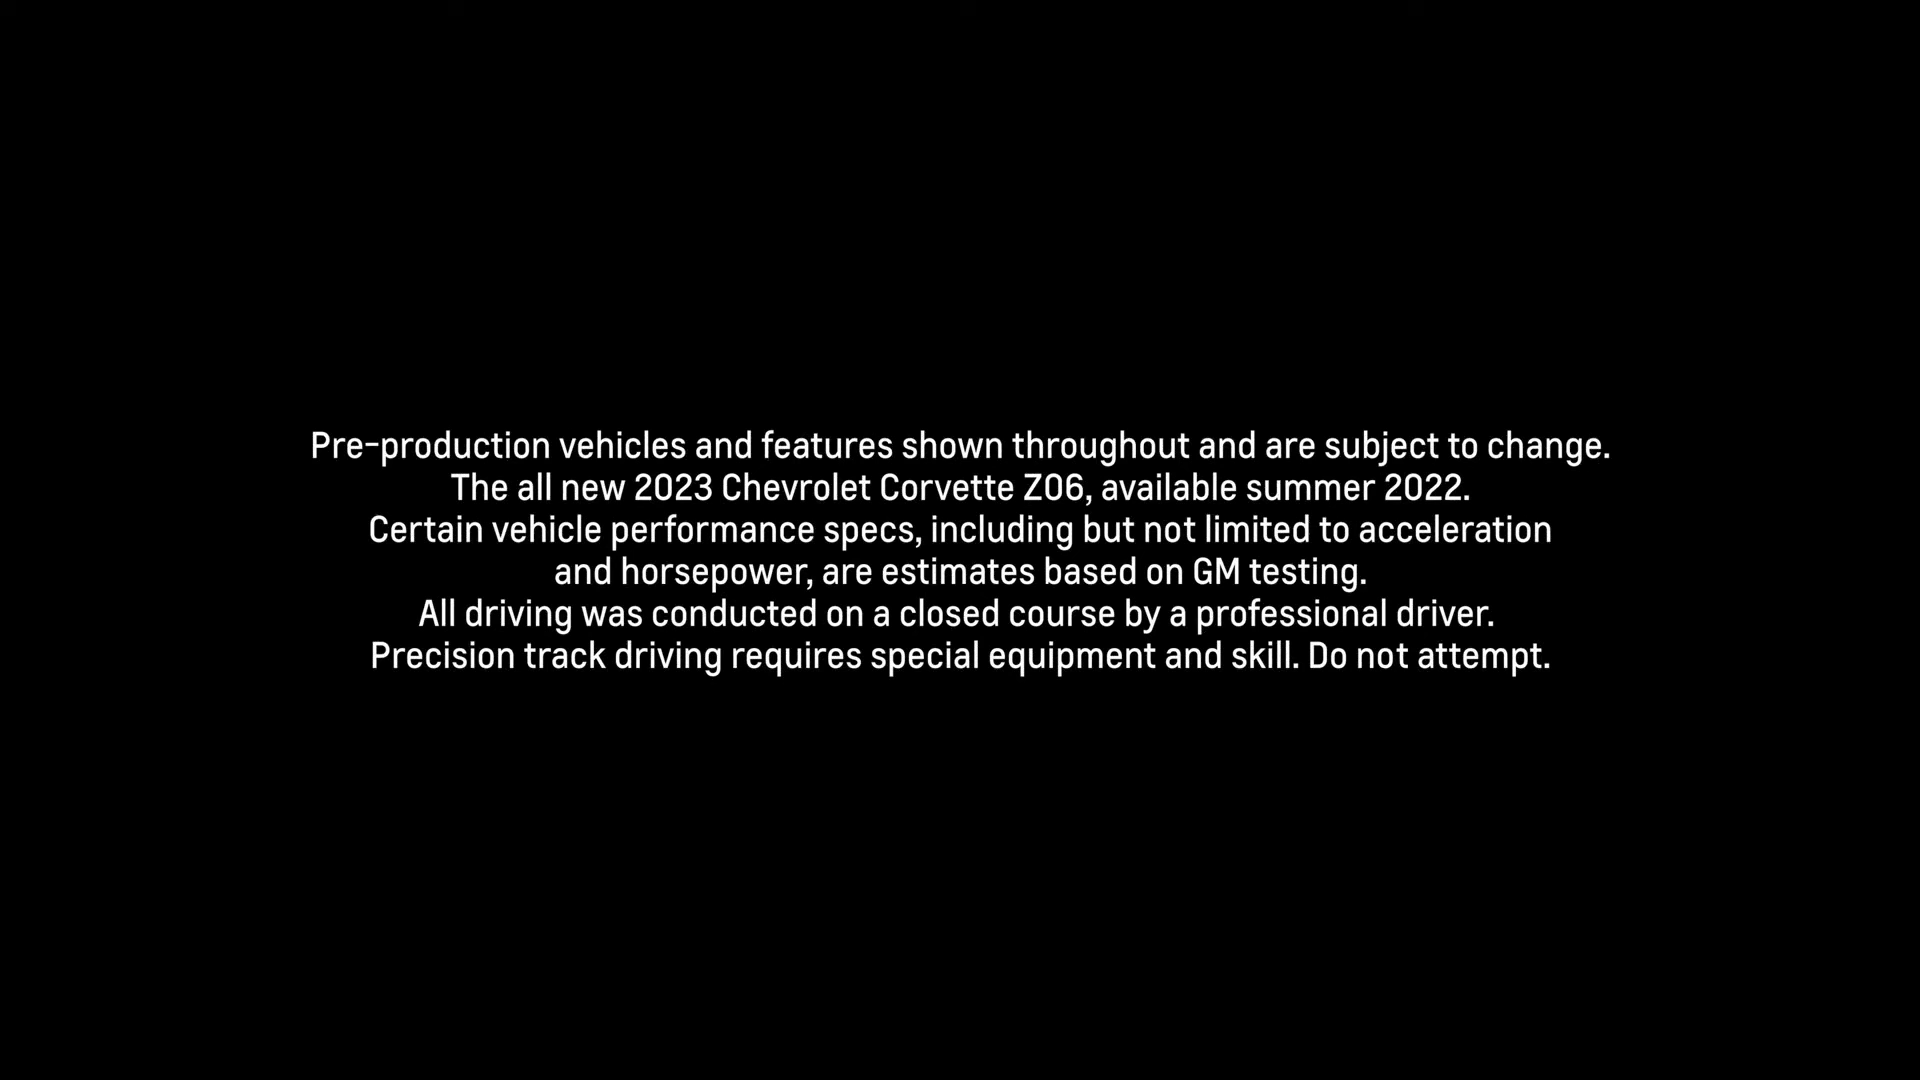 Pre-production vehicles and features shown throughout and are subject to change.
The all new 2023 Chevrolet Corvette Z06, available summer 2022.
Certain vehicle performance specs, including but not limited to acceleration
and horsepower, are estimates based on GM testing.
All driving was conducted on a closed course by a professional driver.
Precision track driving requires special equipment and skill. Do not attempt.